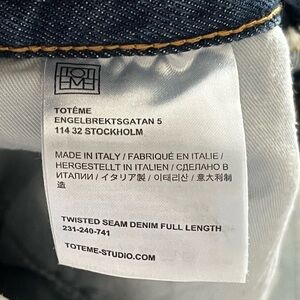 TOT
EME
TOTÊME
ENGELBREKTSGATAN 5
114 32 STOCKHOLM
MADE IN ITALY / FABRIQUÉ EN ITALIE /
HERGESTELLT IN ITALIEN / СДЕЛАНО В
ИТАЛИИ / イタリア製 / 이태리산 / 意大利制
造
TWISTED SEAM DENIM FULL LENGTH
231-240-741
TOTEME-STUDIO.COM